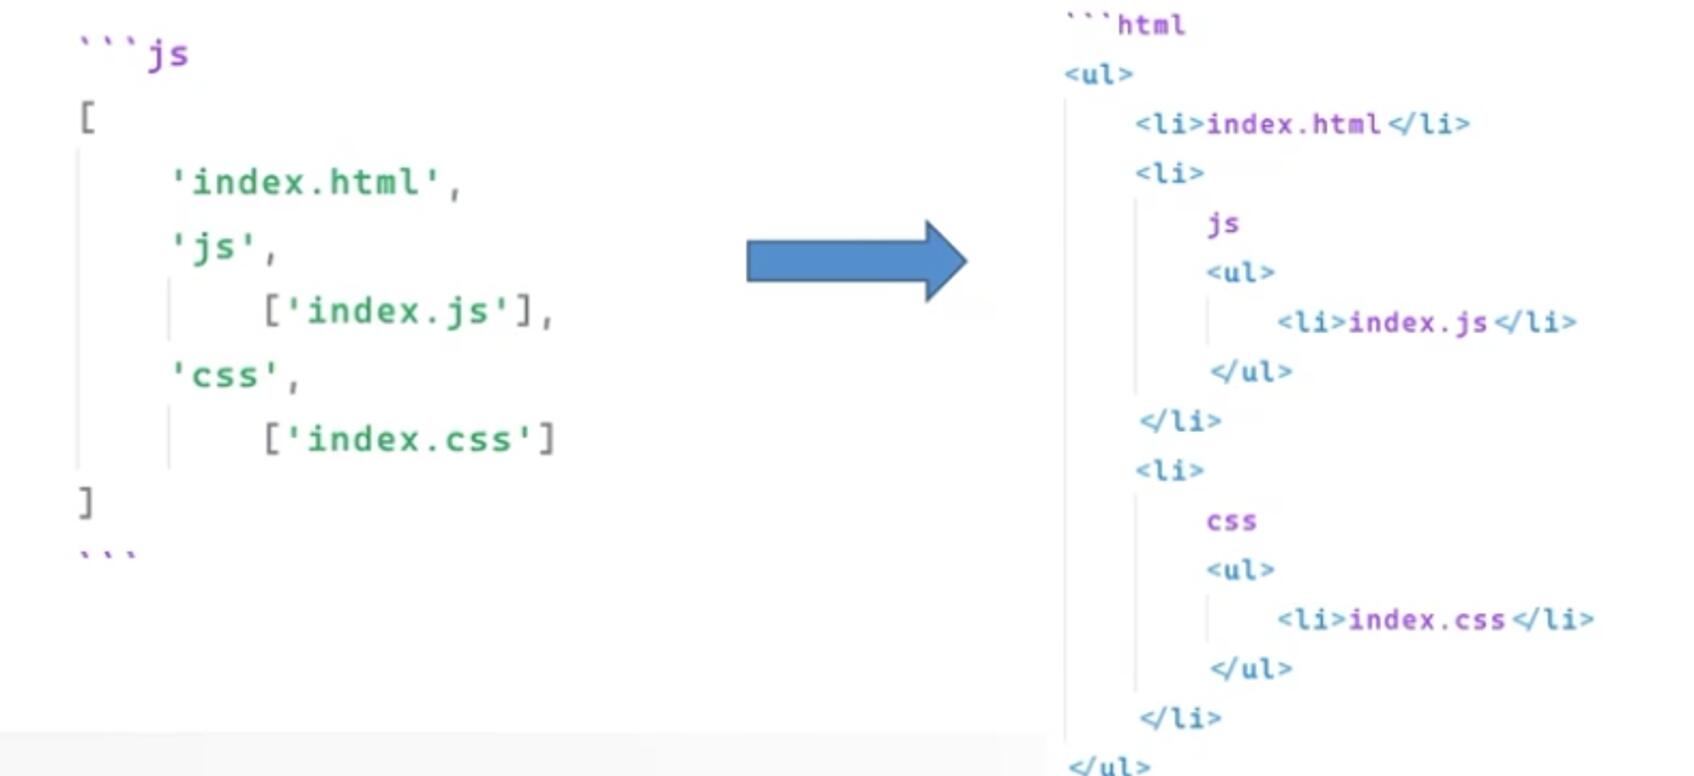 ```js
[
'index.html',
'js',
['index.js'],
'css',
['index.css']
]
```
```html
<ul>
<li>index.html</li>
<li>
js
<ul>
<li>index.js</li>
</ul>
</li>
<li>
css
<ul>
<li>index.css</li>
</ul>
</li>
</ul>